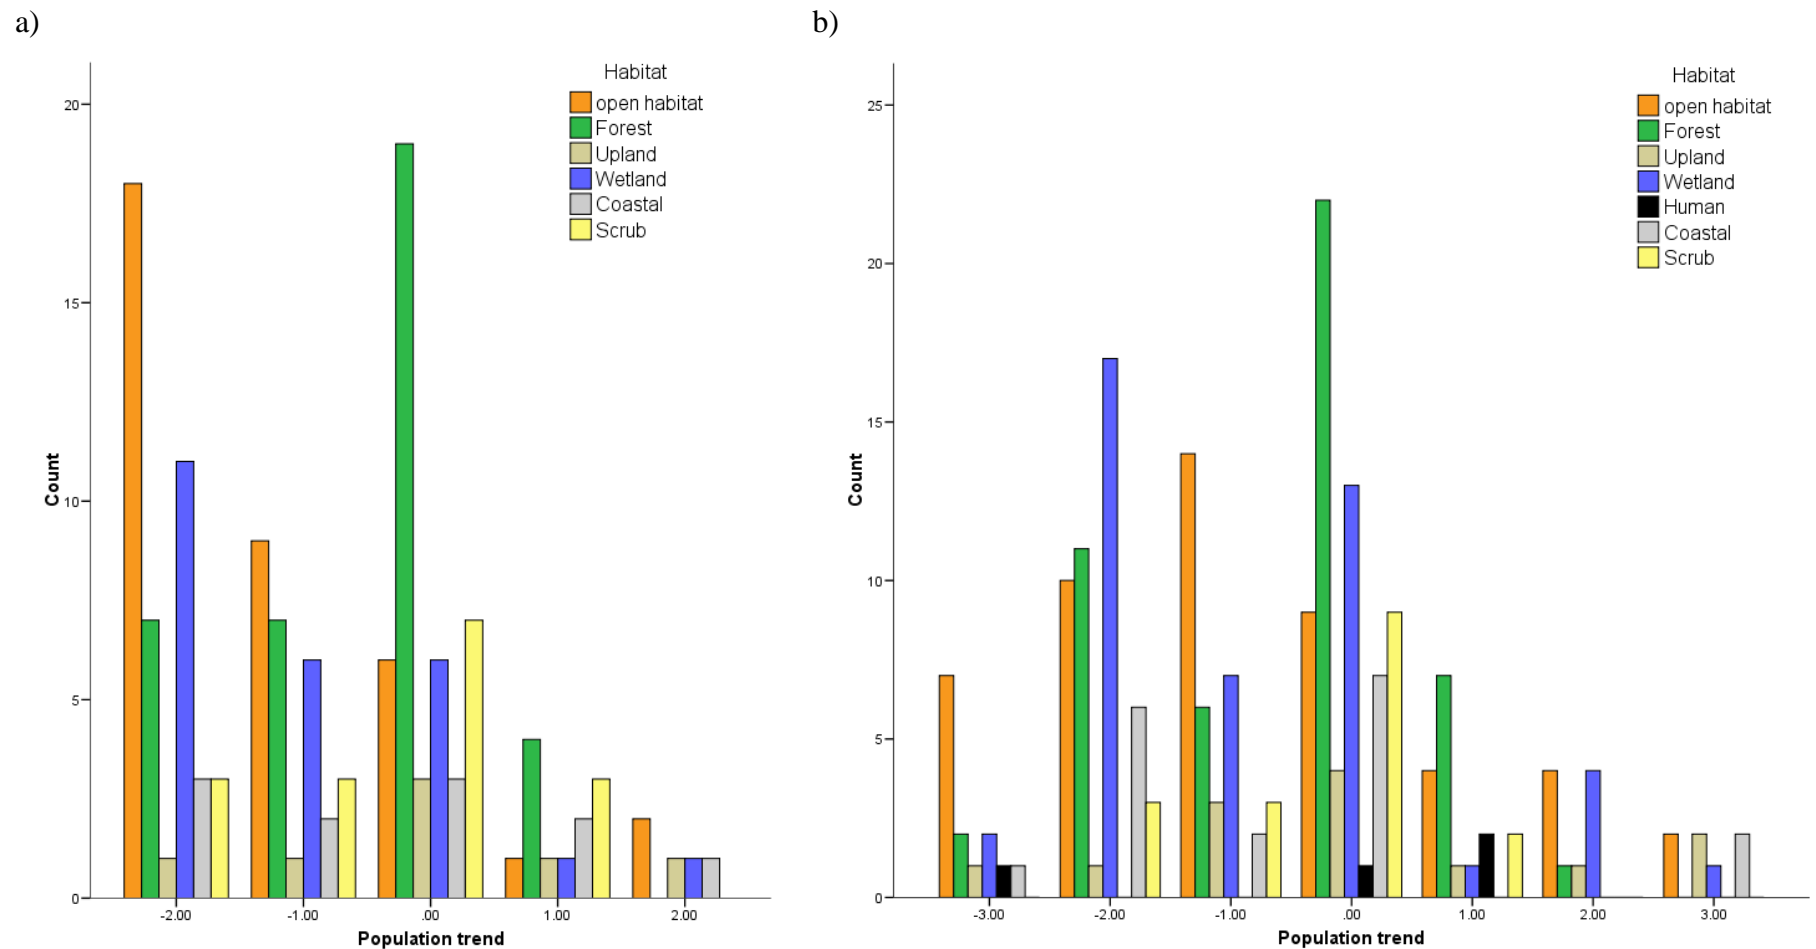 a)
Habitat
open habitat
Forest
Upland
Wetland
Coastal
Scrub
20
15
10
5
0
Count
-2.00
-1.00
.00
1.00
2.00
Population trend
b)
Habitat
open habitat
Forest
Upland
Wetland
Human
Coastal
Scrub
25
20
15
10
5
0
Count
-3.00
-2.00
-1.00
.00
1.00
2.00
3.00
Population trend